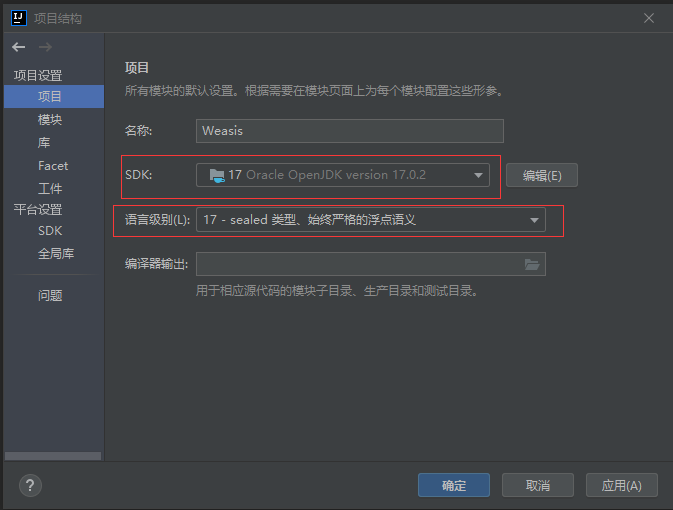 项目结构
项目设置
项目
模块
库
Facet
工件
平台设置
SDK
全局库
问题
项目
所有模块的默认设置。根据需要在模块页面上为每个模块配置这些形参。
名称: Weasis
SDK: 17 Oracle OpenJDK version 17.0.2 编辑(E)
语言级别(L): 17 - sealed 类型、始终严格的浮点语义
编译器输出:
用于相应源代码的模块子目录、生产目录和测试目录。
? 确定 取消 应用(A)